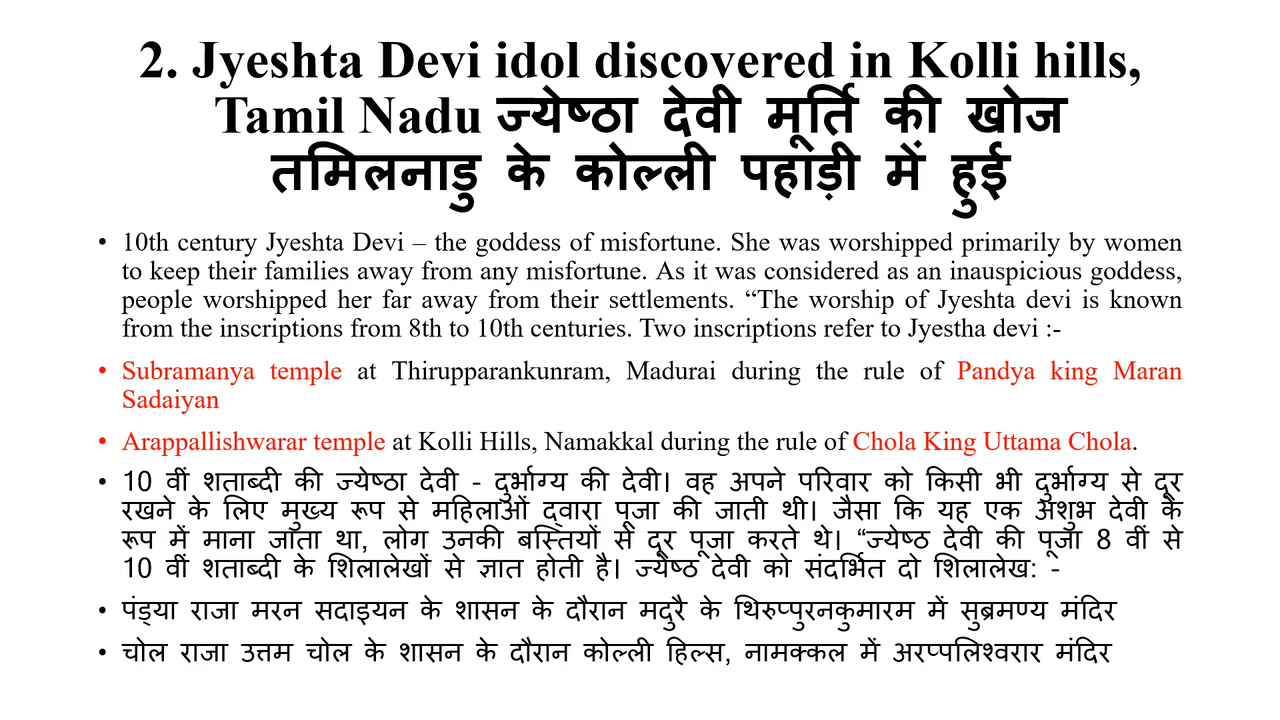 2. Jyeshta Devi idol discovered in Kolli hills,
Tamil Nadu ज्येष्ठा देवी मूर्ति की खोज
तमिलनाडु के कोल्ली पहाड़ी में हुई
• 10th century Jyeshta Devi – the goddess of misfortune. She was worshipped primarily by women
to keep their families away from any misfortune. As it was considered as an inauspicious goddess,
people worshipped her far away from their settlements. “The worship of Jyeshta devi is known
from the inscriptions from 8th to 10th centuries. Two inscriptions refer to Jyestha devi :-
• Subramanya temple at Thirupparankunram, Madurai during the rule of Pandya king Maran
Sadaiyan
• Arappallishwarar temple at Kolli Hills, Namakkal during the rule of Chola King Uttama Chola.
• 10 वीं शताब्दी की ज्येष्ठा देवी - दुर्भाग्य की देवी। वह अपने परिवार को किसी भी दुर्भाग्य से दूर
रखने के लिए मुख्य रूप से महिलाओं द्वारा पूजा की जाती थी। जैसा कि यह एक अशुभ देवी के
रूप में माना जाता था, लोग उनकी बस्तियों से दूर पूजा करते थे। “ज्येष्ठ देवी की पूजा 8 वीं से
10 वीं शताब्दी के शिलालेखों से ज्ञात होती है। ज्येष्ठ देवी को संदर्भित दो शिलालेख: -
• पंड्या राजा मरन सदाइयन के शासन के दौरान मदुरै के थिरुप्पुरनकुमारम में सुब्रमण्य मंदिर
• चोल राजा उत्तम चोल के शासन के दौरान कोल्ली हिल्स, नामक्कल में अरप्पलिश्वरार मंदिर